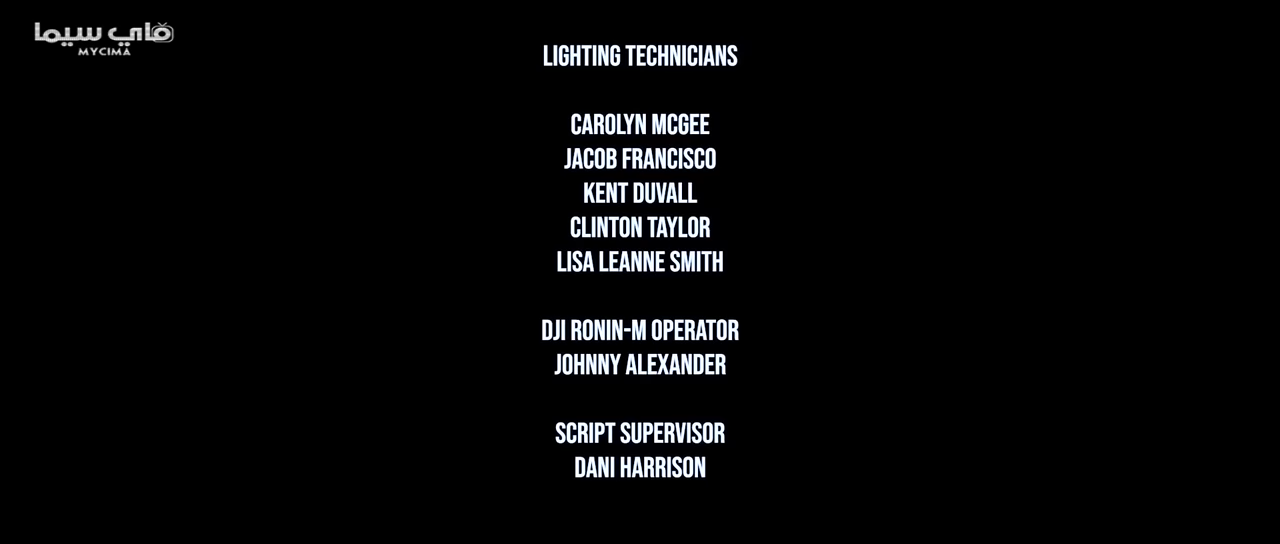 ماي سيما
MYCIMA
LIGHTING TECHNICIANS
CAROLYN MCGEE
JACOB FRANCISCO
KENT DUVALL
CLINTON TAYLOR
LISA LEANNE SMITH
DJI RONIN-M OPERATOR
JOHNNY ALEXANDER
SCRIPT SUPERVISOR
DANI HARRISON